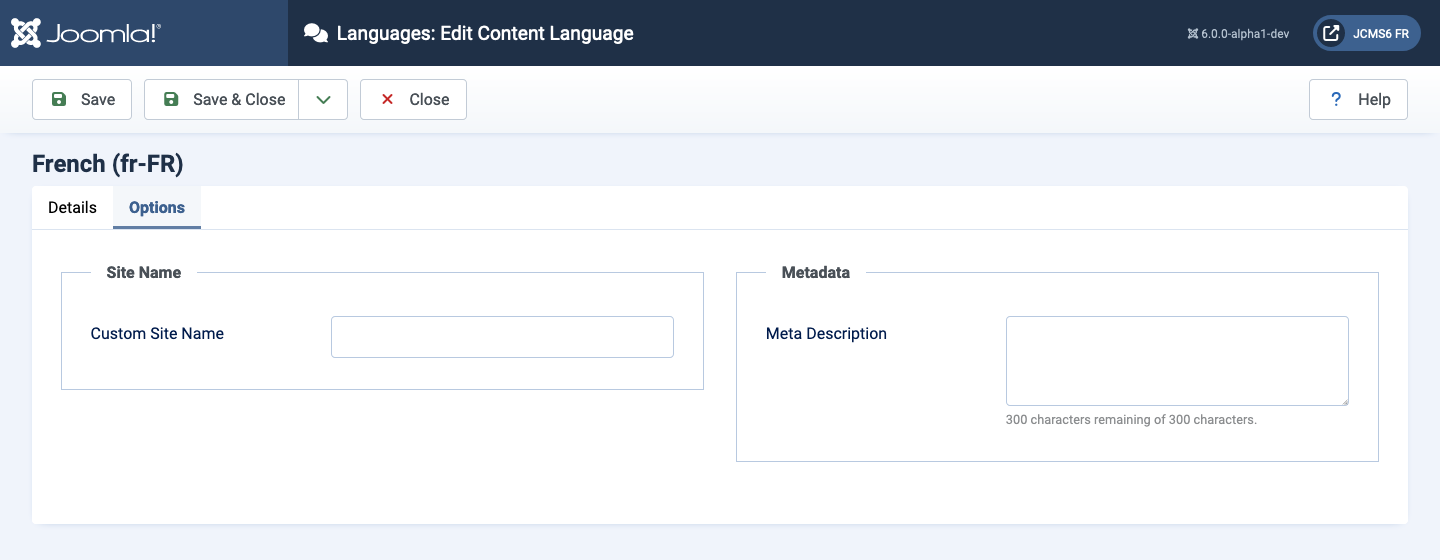 Joomla!®
Languages: Edit Content Language
6.0.0-alpha1-dev
JCMS6 FR
Save
Save & Close
Close
? Help
French (fr-FR)
Details
Options
Site Name
Custom Site Name
Metadata
Meta Description
300 characters remaining of 300 characters.